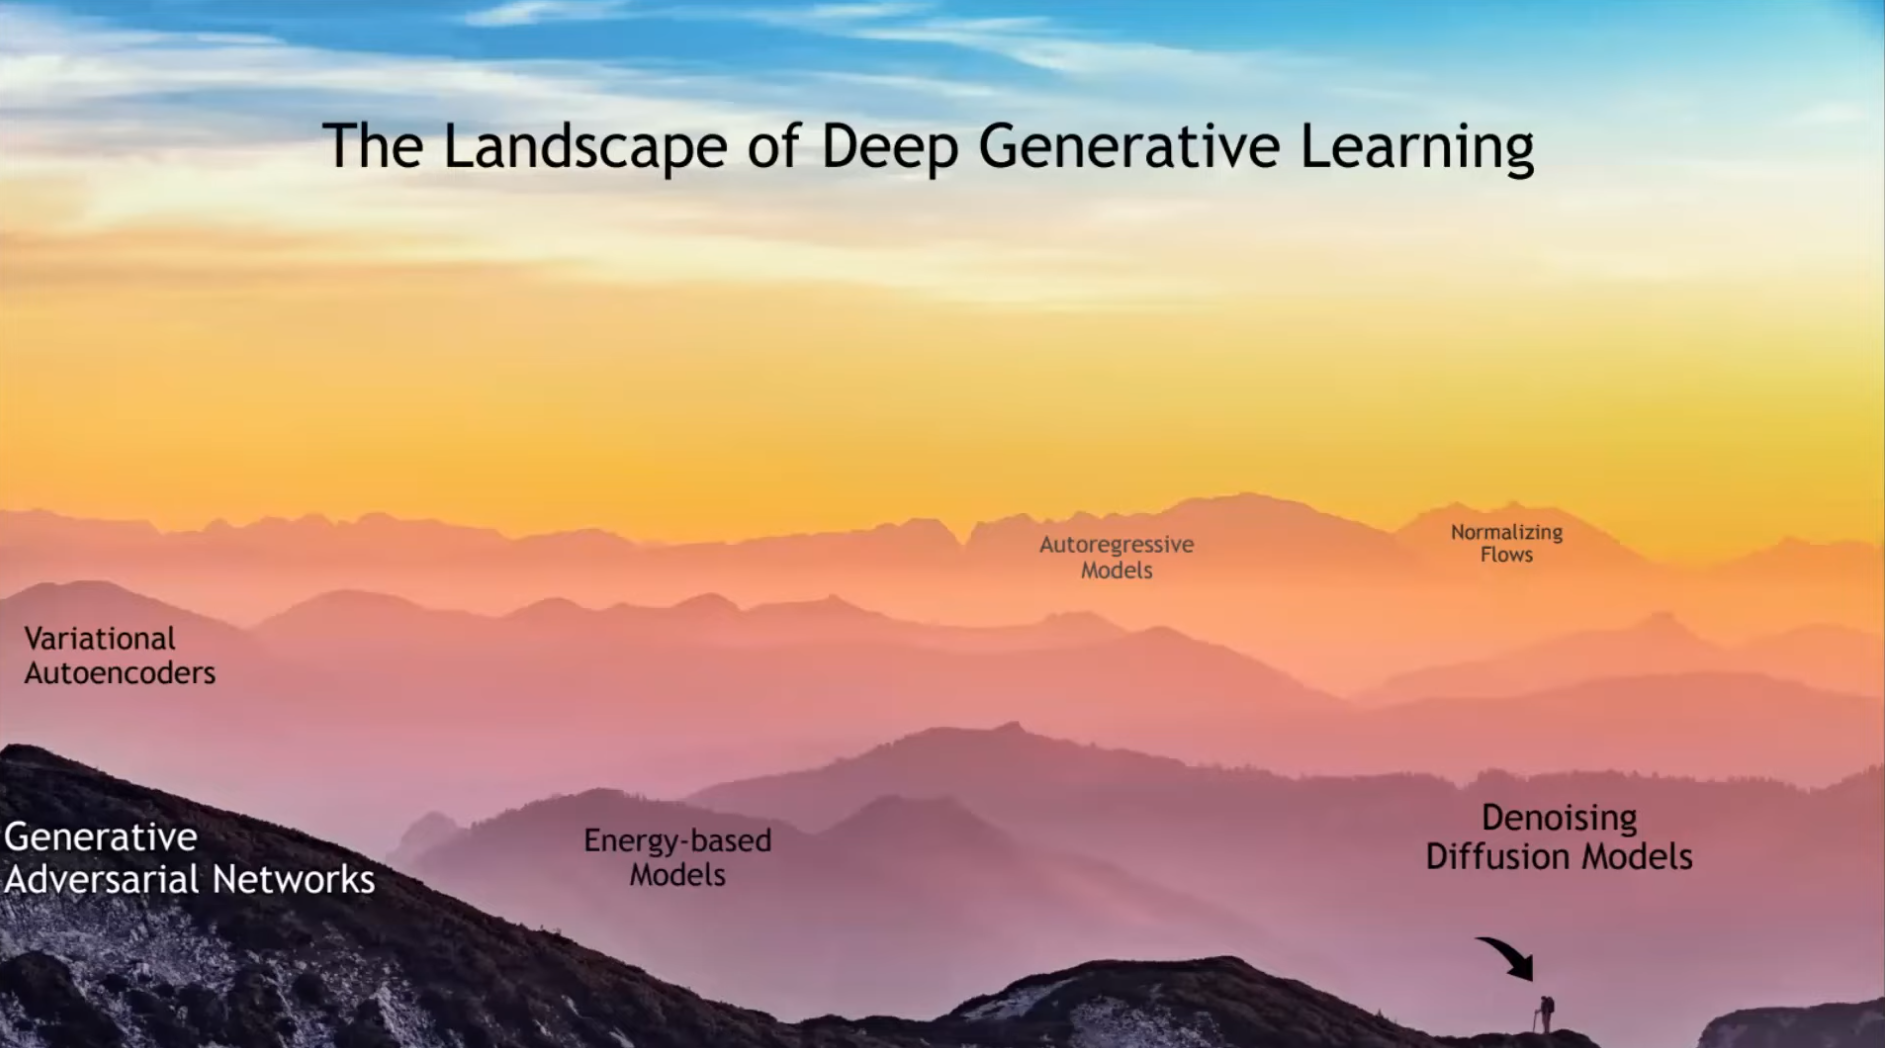 The Landscape of Deep Generative Learning
Autoregressive
Models
Normalizing
Flows
Variational
Autoencoders
Generative
Adversarial Networks
Energy-based
Models
Denoising
Diffusion Models